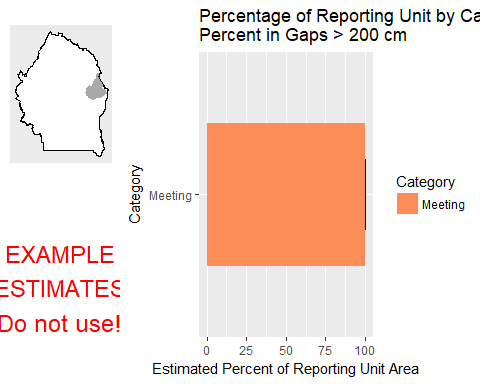 Percentage of Reporting Unit by Ca
Percent in Gaps > 200 cm
Category
Meeting
Category
Meeting
0 25 50 75 100
Estimated Percent of Reporting Unit Area
EXAMPLE
ESTIMATES
Do not use!